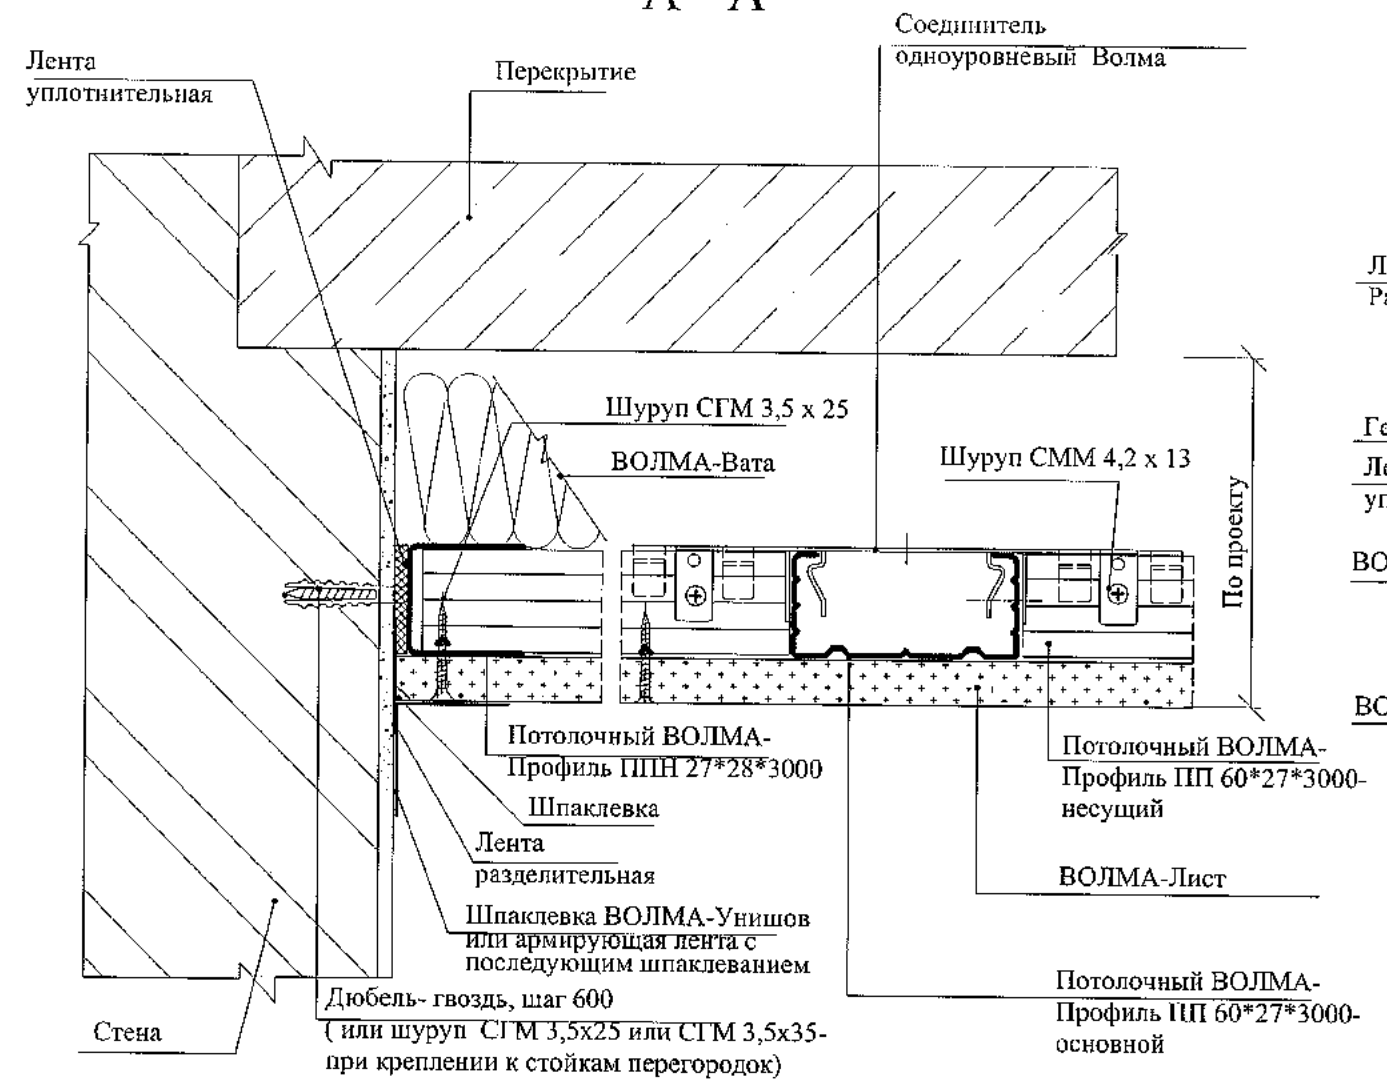 А А
Соединитель
одноуровневый Волма
Лента
уплотнительная
Перекрытие
Шуруп СГМ 3,5 х 25
ВОЛМА-Вата
Шуруп СММ 4,2 х 13
По проекту
ВО
ВО
Потолочный ВОЛМА-
Профиль ППН 27*28*3000
Потолочный ВОЛМА-
Профиль ПП 60*27*3000-
несущий
Шпаклевка
Лента
разделительная
ВОЛМА-Лист
Шпаклевка ВОЛМА-Унишов
или армирующая лента с
последующим шпаклеванием
Потолочный ВОЛМА-
Профиль ПП 60*27*3000-
основной
Дюбель- гвоздь, шаг 600
( или шуруп СГМ 3,5х25 или СГМ 3,5х35-
при креплении к стойкам перегородок)
Стена